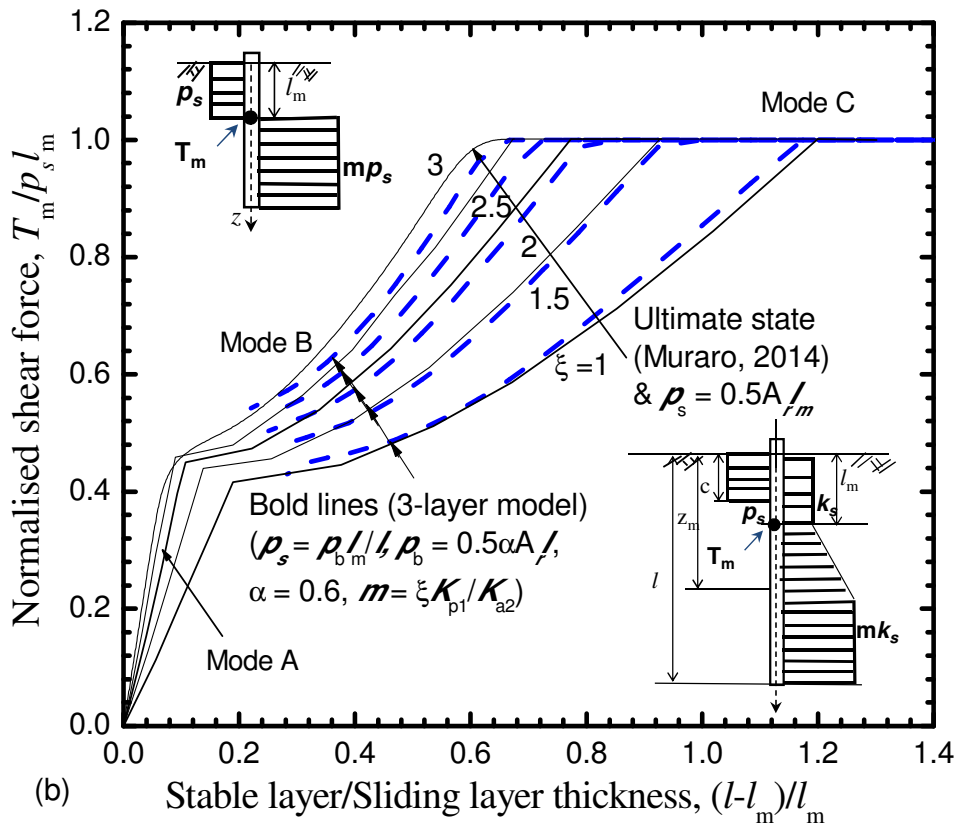 1.2
1.0
0.8
0.6
0.4
0.2
0.0
Normalised shear force, T_m/p_s l_m
p_s
l_m
T_m
mp_s
z
Mode C
3
2.5
2
1.5
ξ =1
Mode B
Ultimate state
(Muraro, 2014)
& p_s = 0.5A_r l_m
Bold lines (3-layer model)
(p_s = p_b l_m/l, p_b = 0.5αA_r l,
α = 0.6, m = ξK_p1/K_a2)
Mode A
c
l_m
z_m
p_s
k_s
T_m
l
mk_s
0.0 0.2 0.4 0.6 0.8 1.0 1.2 1.4
(b) Stable layer/Sliding layer thickness, (l-l_m)/l_m